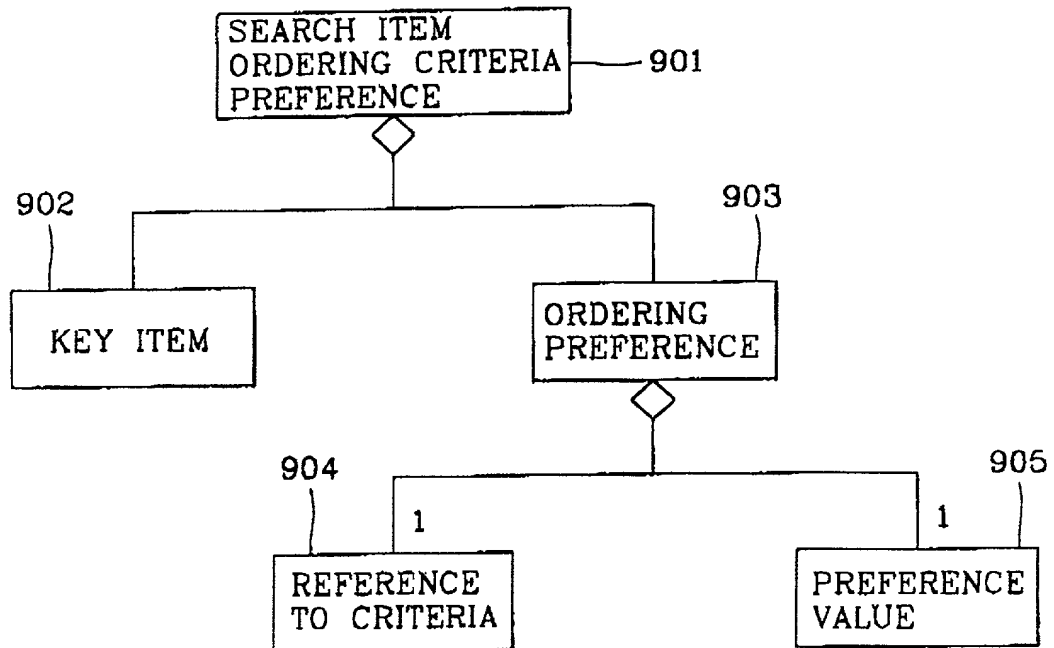 SEARCH ITEM
ORDERING CRITERIA
PREFERENCE
901
902
903
KEY ITEM
ORDERING
PREFERENCE
904
905
1
1
REFERENCE
TO CRITERIA
PREFERENCE
VALUE